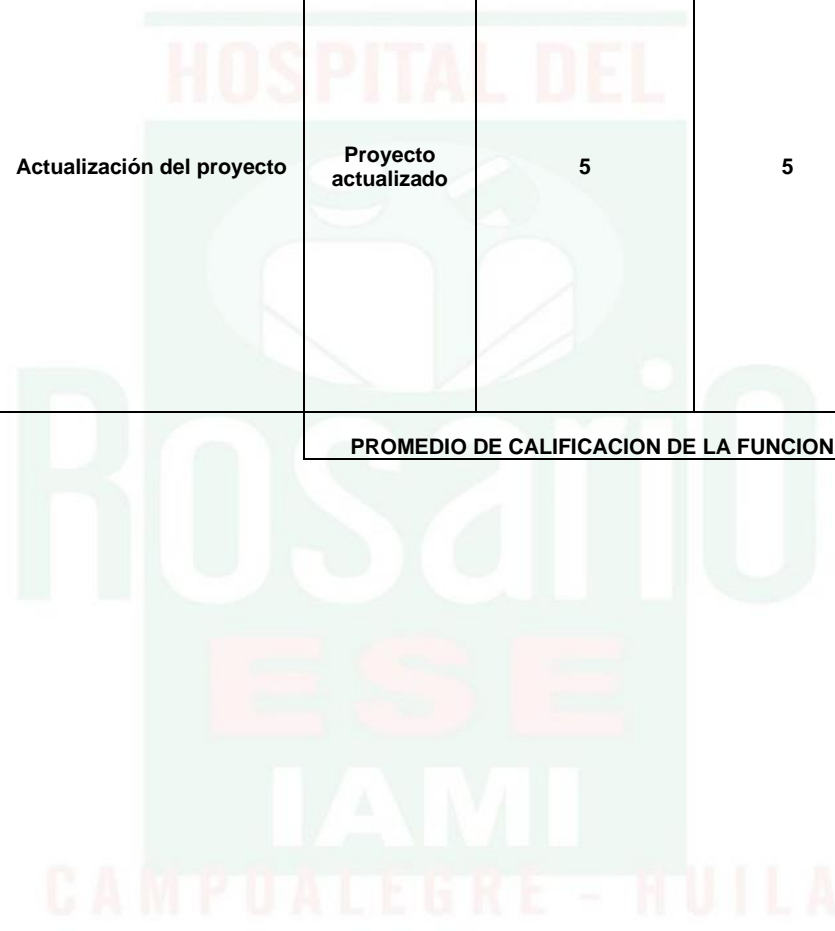 HOSPITAL DEL
Actualización del proyecto
Proyecto
actualizado
5
5
PROMEDIO DE CALIFICACION DE LA FUNCION
Rosario
ESE
IAMI
CAMPOALEGRE - HUILA